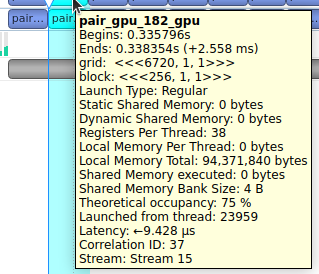 pair...
pair_
pair_gpu_182_gpu
Begins: 0.335796s
Ends: 0.338354s (+2.558 ms)
grid:  <<<6720, 1, 1>>>
block: <<<256, 1, 1>>>
Launch Type: Regular
Static Shared Memory: 0 bytes
Dynamic Shared Memory: 0 bytes
Registers Per Thread: 38
Local Memory Per Thread: 0 bytes
Local Memory Total: 94,371,840 bytes
Shared Memory executed: 0 bytes
Shared Memory Bank Size: 4 B
Theoretical occupancy: 75 %
Launched from thread: 23959
Latency: ←9.428 μs
Correlation ID: 37
Stream: Stream 15